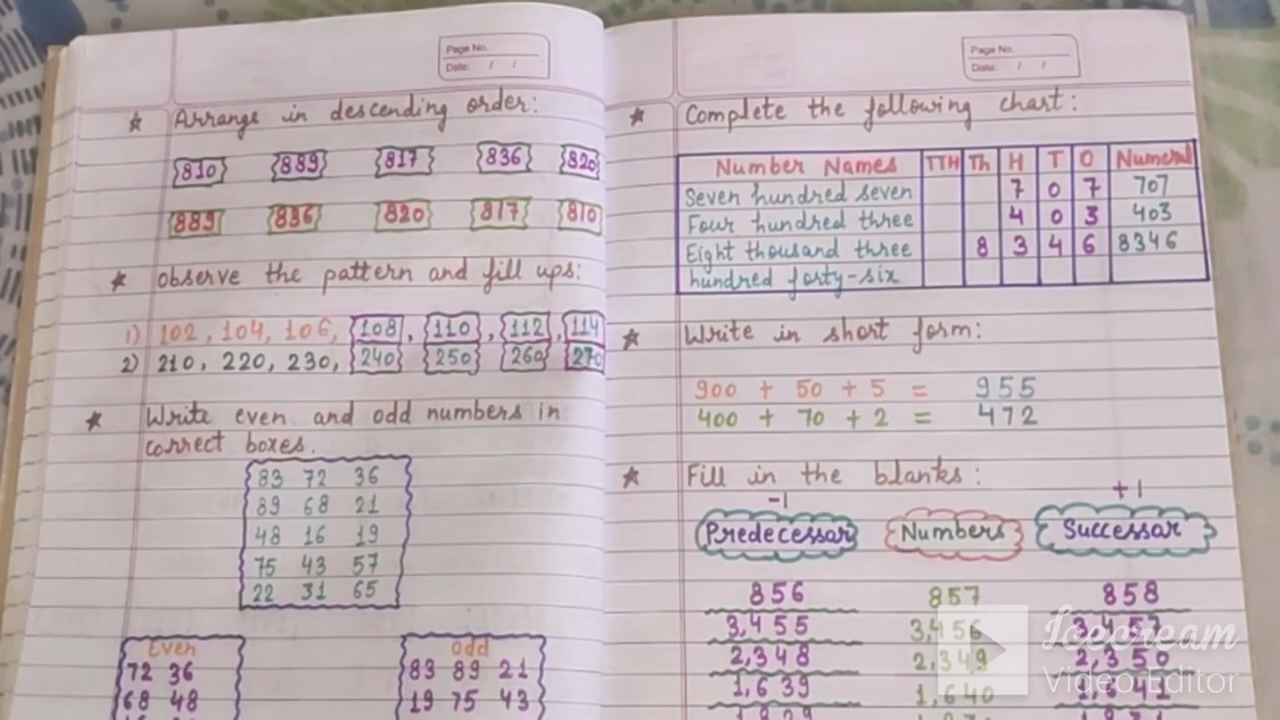 Page No.
Date: / /
★ Arrange in descending order:
810 889 817 836 820
889 836 820 817 810
★ Observe the pattern and fill ups:
1) 102, 104, 106, 108, 110, 112, 114
2) 210, 220, 230, 240 250 260 270
★ Write even and odd numbers in
correct boxes.
83 72 36
89 68 21
48 16 19
75 43 57
22 31 65
Even
72 36
68 48
odd
83 89 21
19 75 43
Page No.
Date: / /
★ Complete the following chart:
Number Names TTH Th H T O Numeral
Seven hundred seven 7 0 7 707
Four hundred three 4 0 3 403
Eight thousand three 8 3 4 6 8346
hundred forty-six
★ Write in short form:
900 + 50 + 5 = 955
400 + 70 + 2 = 472
★ Fill in the blanks:
-1 +1
Predecessor Numbers Successar
856 857 858
3,455 3,456 3,457
2,348 2,349 2,350
1,639 1,640 1,641
Icecream
Video Editor